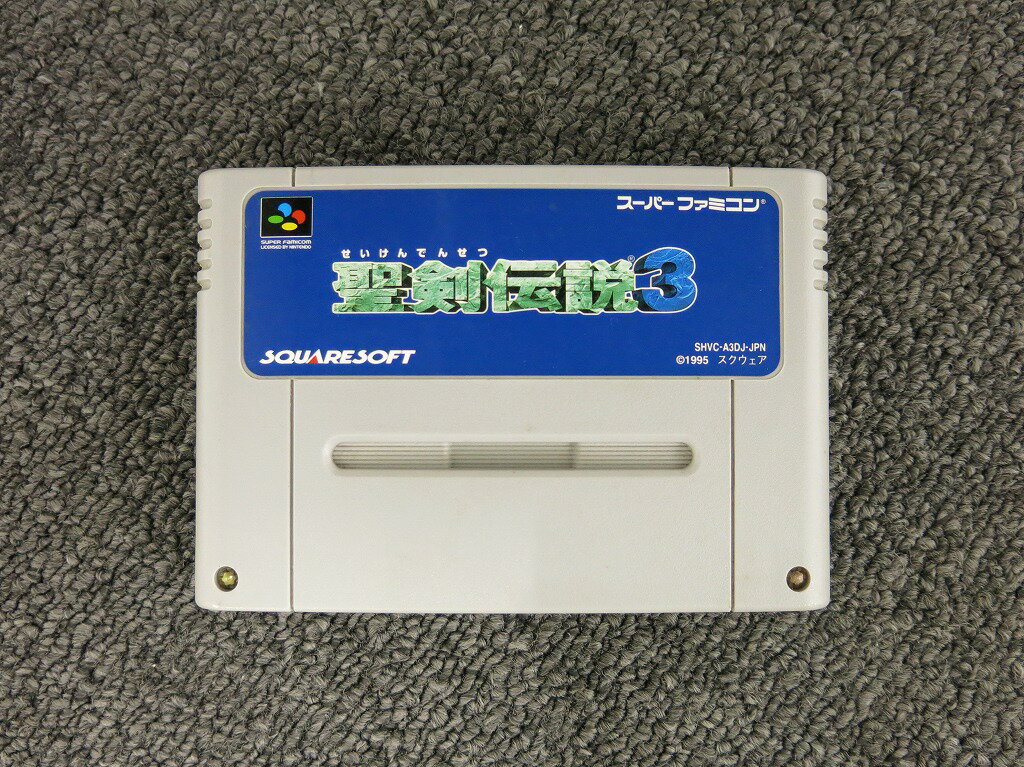 スーパーファミコン®
SUPER FAMICOM
LICENSED BY NINTENDO
せいけんでんせつ
聖剣伝説®3
SQUARESOFT
SHVC-A3DJ-JPN
©1995 スクウェア